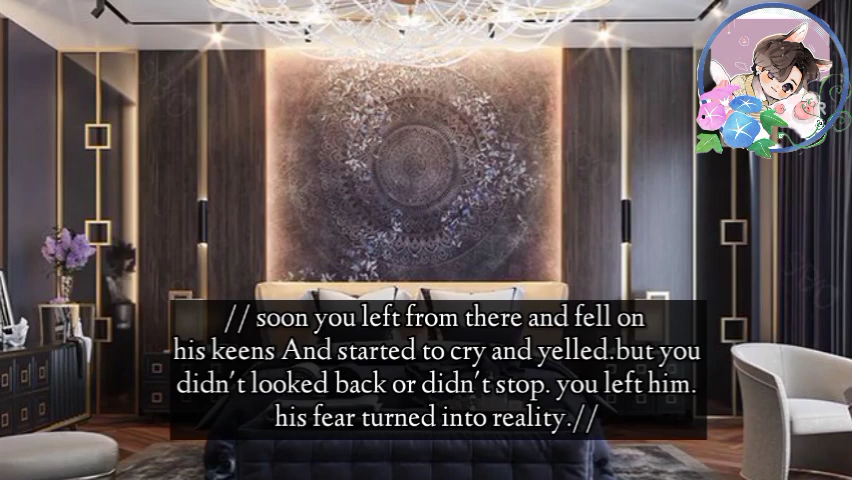 // soon you left from there and fell on
his keens And started to cry and yelled.but you
didn't looked back or didn't stop. you left him.
his fear turned into reality.//